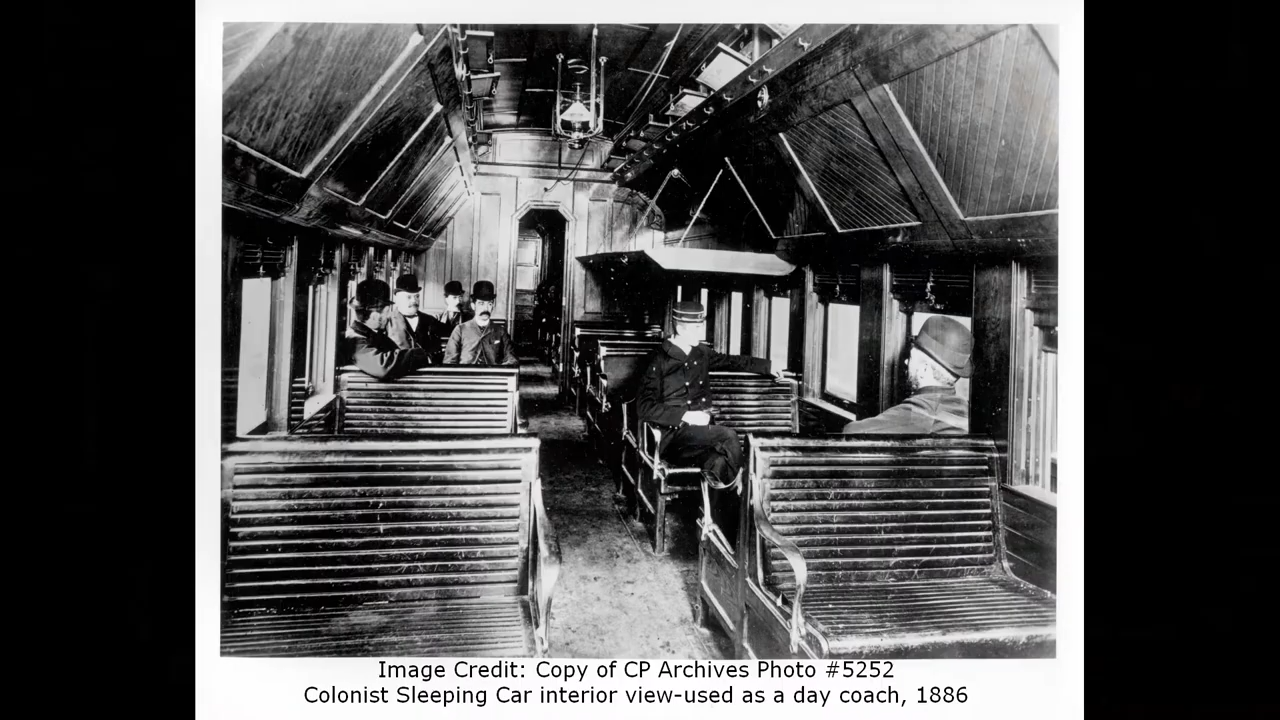 Image Credit: Copy of CP Archives Photo #5252
Colonist Sleeping Car interior view-used as a day coach, 1886